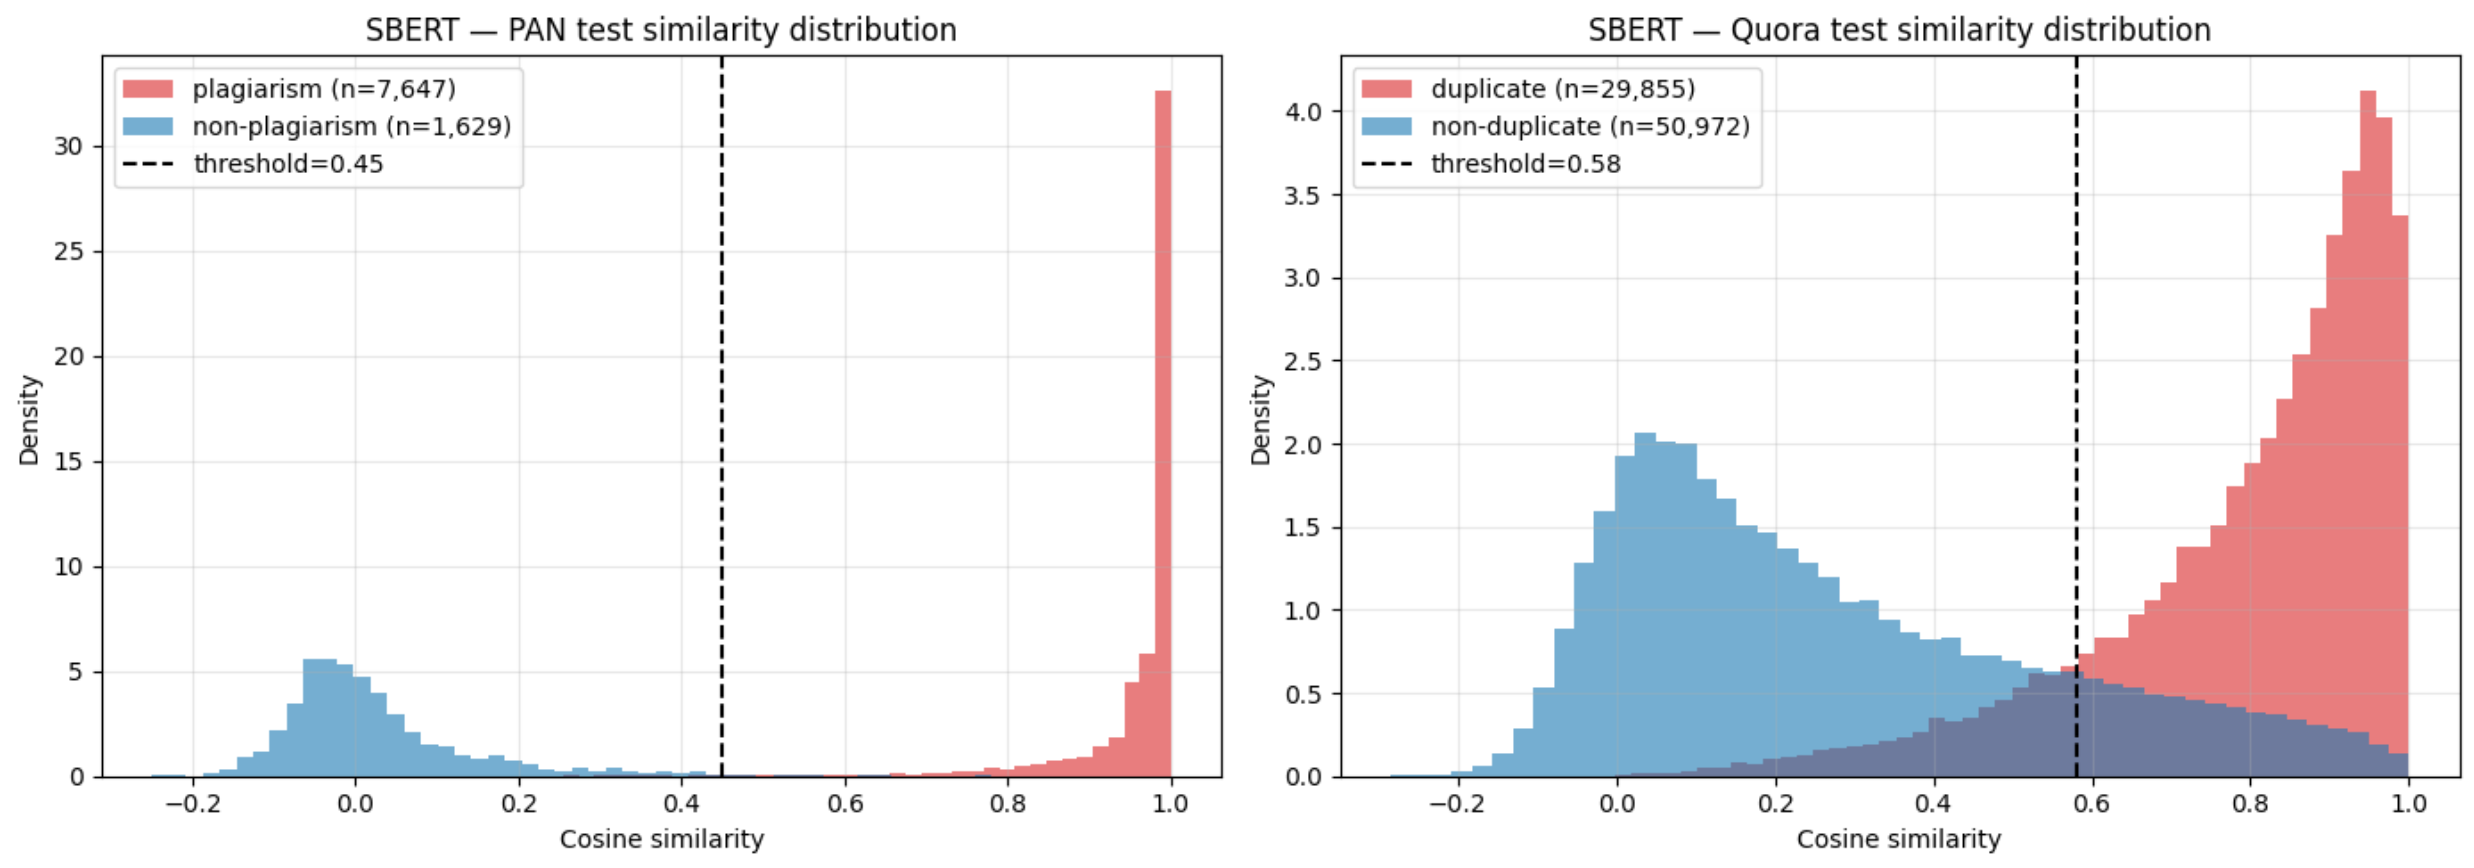 SBERT — PAN test similarity distribution
plagiarism (n=7,647)
non-plagiarism (n=1,629)
threshold=0.45
Density
30
25
20
15
10
5
0
−0.2 0.0 0.2 0.4 0.6 0.8 1.0
Cosine similarity
SBERT — Quora test similarity distribution
duplicate (n=29,855)
non-duplicate (n=50,972)
threshold=0.58
Density
4.0
3.5
3.0
2.5
2.0
1.5
1.0
0.5
0.0
−0.2 0.0 0.2 0.4 0.6 0.8 1.0
Cosine similarity